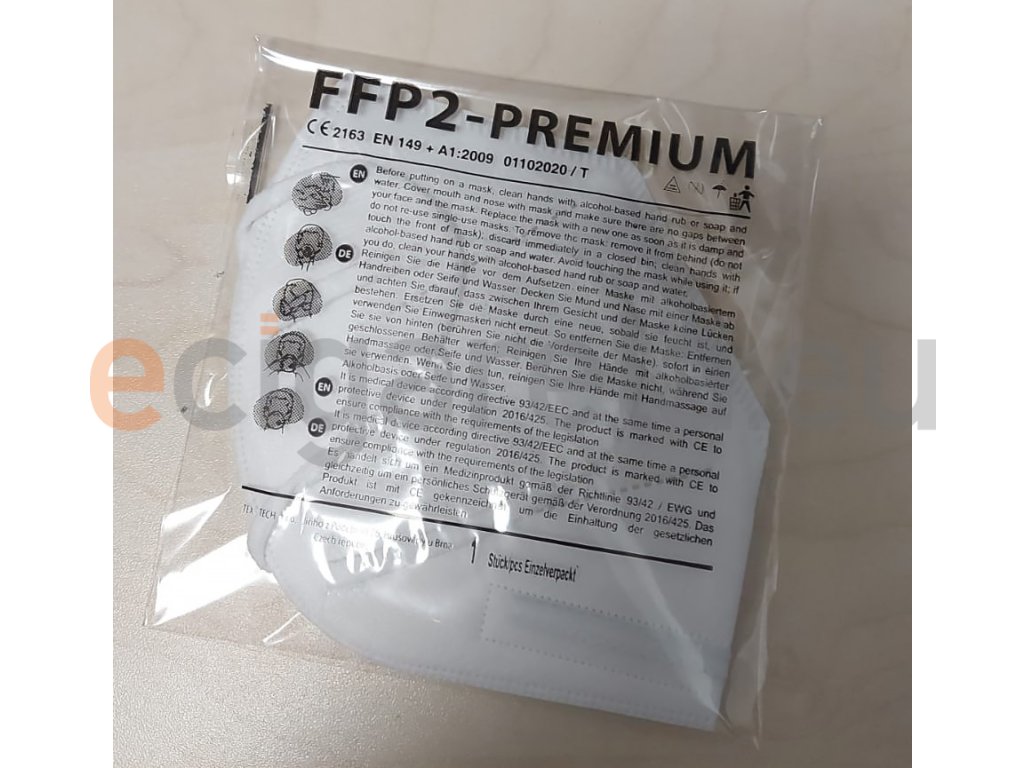 FFP2-PREMIUM
CE 2163 EN 149 + A1:2009 01102020 / T
EN Before putting on a mask, clean hands with alcohol-based hand rub or soap and
water. Cover mouth and nose with mask and make sure there are no gaps between
your face and the mask. Replace the mask with a new one as soon as it is damp and
do not re-use single-use masks. To remove the mask: remove it from behind (do not
touch the front of mask); discard immediately in a closed bin; clean hands with
alcohol-based hand rub or soap and water. Avoid touching the mask while using it; if
you do, clean your hands with alcohol-based hand rub or soap and water.
DE Reinigen Sie die Hände vor dem Aufsetzen einer Maske mit alkoholbasiertem
Handreiben oder Seife und Wasser. Decken Sie Mund und Nase mit einer Maske ab
und achten Sie darauf, dass zwischen Ihrem Gesicht und der Maske keine Lücken
bestehen. Ersetzen Sie die Maske durch eine neue, sobald sie feucht ist, und
verwenden Sie Einwegmasken nicht erneut. So entfernen Sie die Maske: Entfernen
Sie sie von hinten (berühren Sie nicht die Vorderseite der Maske); sofort in einen
geschlossenen Behälter werfen; Reinigen Sie Ihre Hände mit alkoholbasierter
Handmassage oder Seife und Wasser. Berühren Sie die Maske nicht, während Sie
sie verwenden. Wenn Sie dies tun, reinigen Sie Ihre Hände mit Handmassage auf
Alkoholbasis oder Seife und Wasser.
EN It is medical device according directive 93/42/EEC and at the same time a personal
protective device under regulation 2016/425. The product is marked with CE to
ensure compliance with the requirements of the legislation
DE It is medical device according directive 93/42/EEC and at the same time a personal
protective device under regulation 2016/425. The product is marked with CE to
ensure compliance with the requirements of the legislation
Es handelt sich um ein Medizinprodukt gemäß der Richtlinie 93/42 / EWG und
gleichzeitig um ein persönliches Schutzgerät gemäß der Verordnung 2016/425. Das
Produkt ist mit CE gekennzeichnet um die Einhaltung der gesetzlichen
Anforderungen zu gewährleisten
TEX TECH
Czech republic
1 Stück/pcs Einzelverpackt